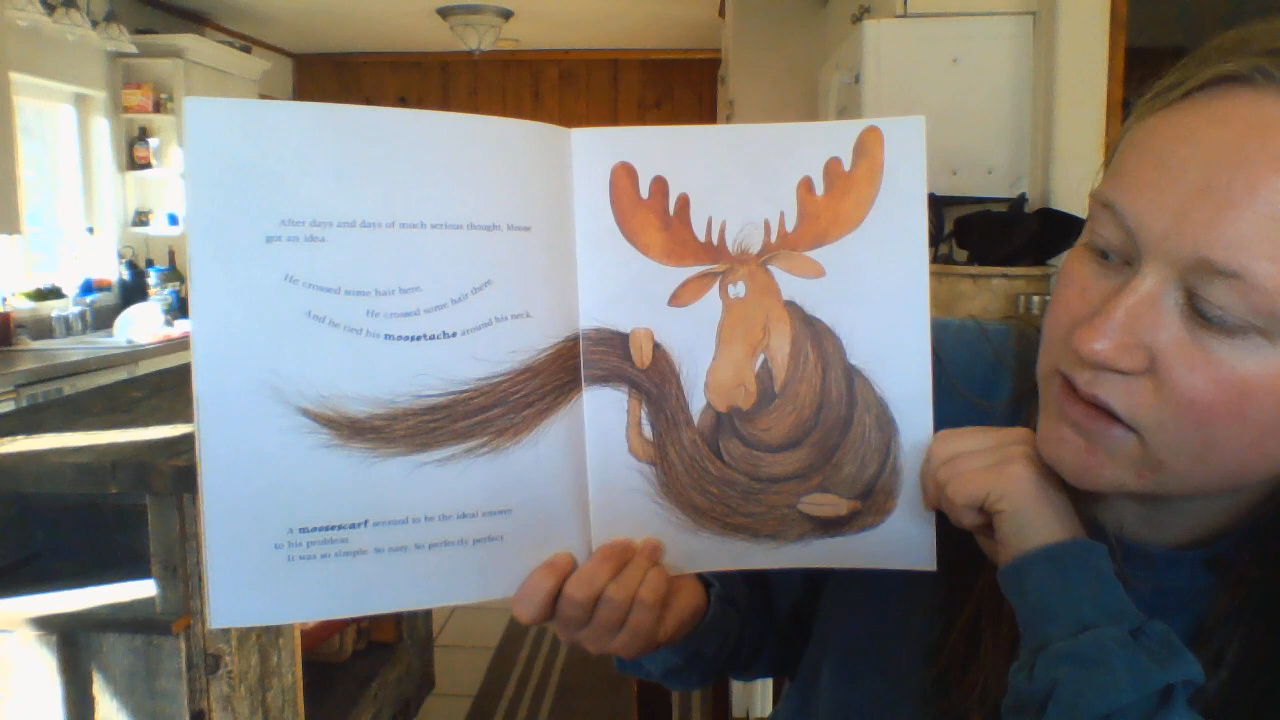 After days and days of much serious thought, Moose
got an idea.
He crossed some hair here.
He crossed some hair there.
And he tied his moosetache around his neck.
A moosescarf seemed to be the ideal answer
to his problem.
It was so simple. So easy. So perfectly perfect.